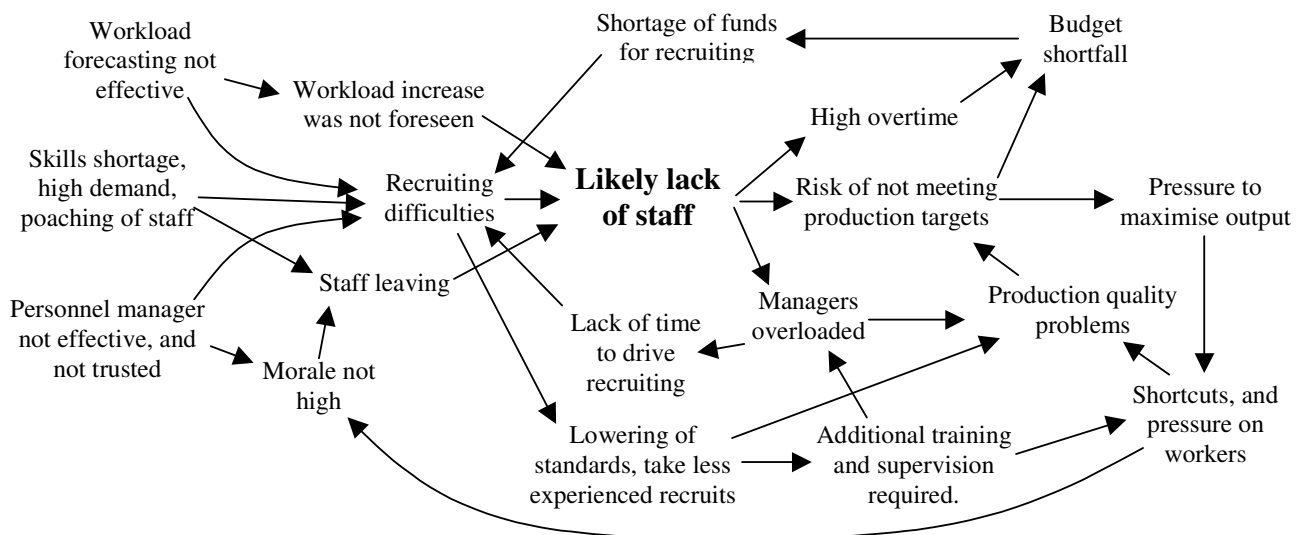 Workload
forecasting not
effective
Workload increase
was not foreseen
Shortage of funds
for recruiting
Budget
shortfall
High overtime
Skills shortage,
high demand,
poaching of staff
Recruiting
difficulties
Likely lack
of staff
Risk of not meeting
production targets
Pressure to
maximise output
Staff leaving
Personnel manager
not effective, and
not trusted
Morale not
high
Lack of time
to drive
recruiting
Managers
overloaded
Production quality
problems
Lowering of
standards, take less
experienced recruits
Additional training
and supervision
required.
Shortcuts, and
pressure on
workers